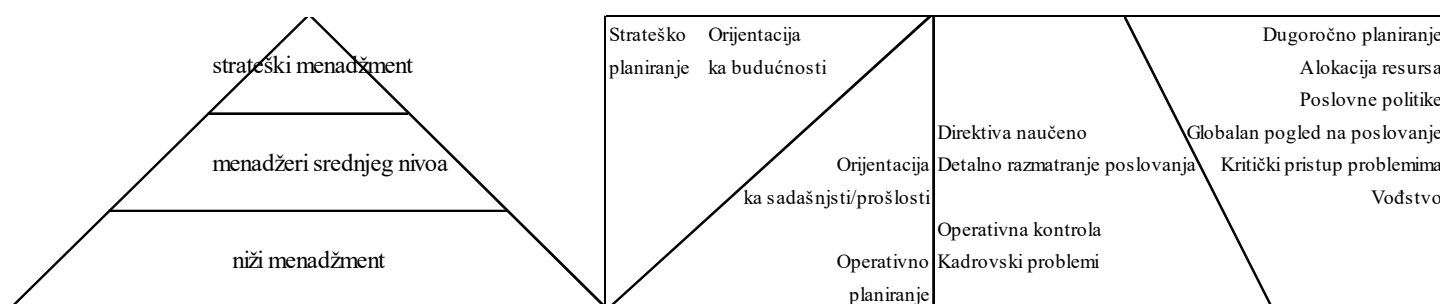 strateški menadžment
menadžeri srednjeg nivoa
niži menadžment
Strateško
planiranje
Orijentacija
ka budućnosti
Orijentacija
ka sadašnjsti/prošlosti
Operativno
planiranje
Direktiva naučeno
Detalno razmatranje poslovanja
Operativna kontrola
Kadrovski problemi
Dugoročno planiranje
Alokacija resursa
Poslovne politike
Globalan pogled na poslovanje
Kritički pristup problemima
Vođstvo